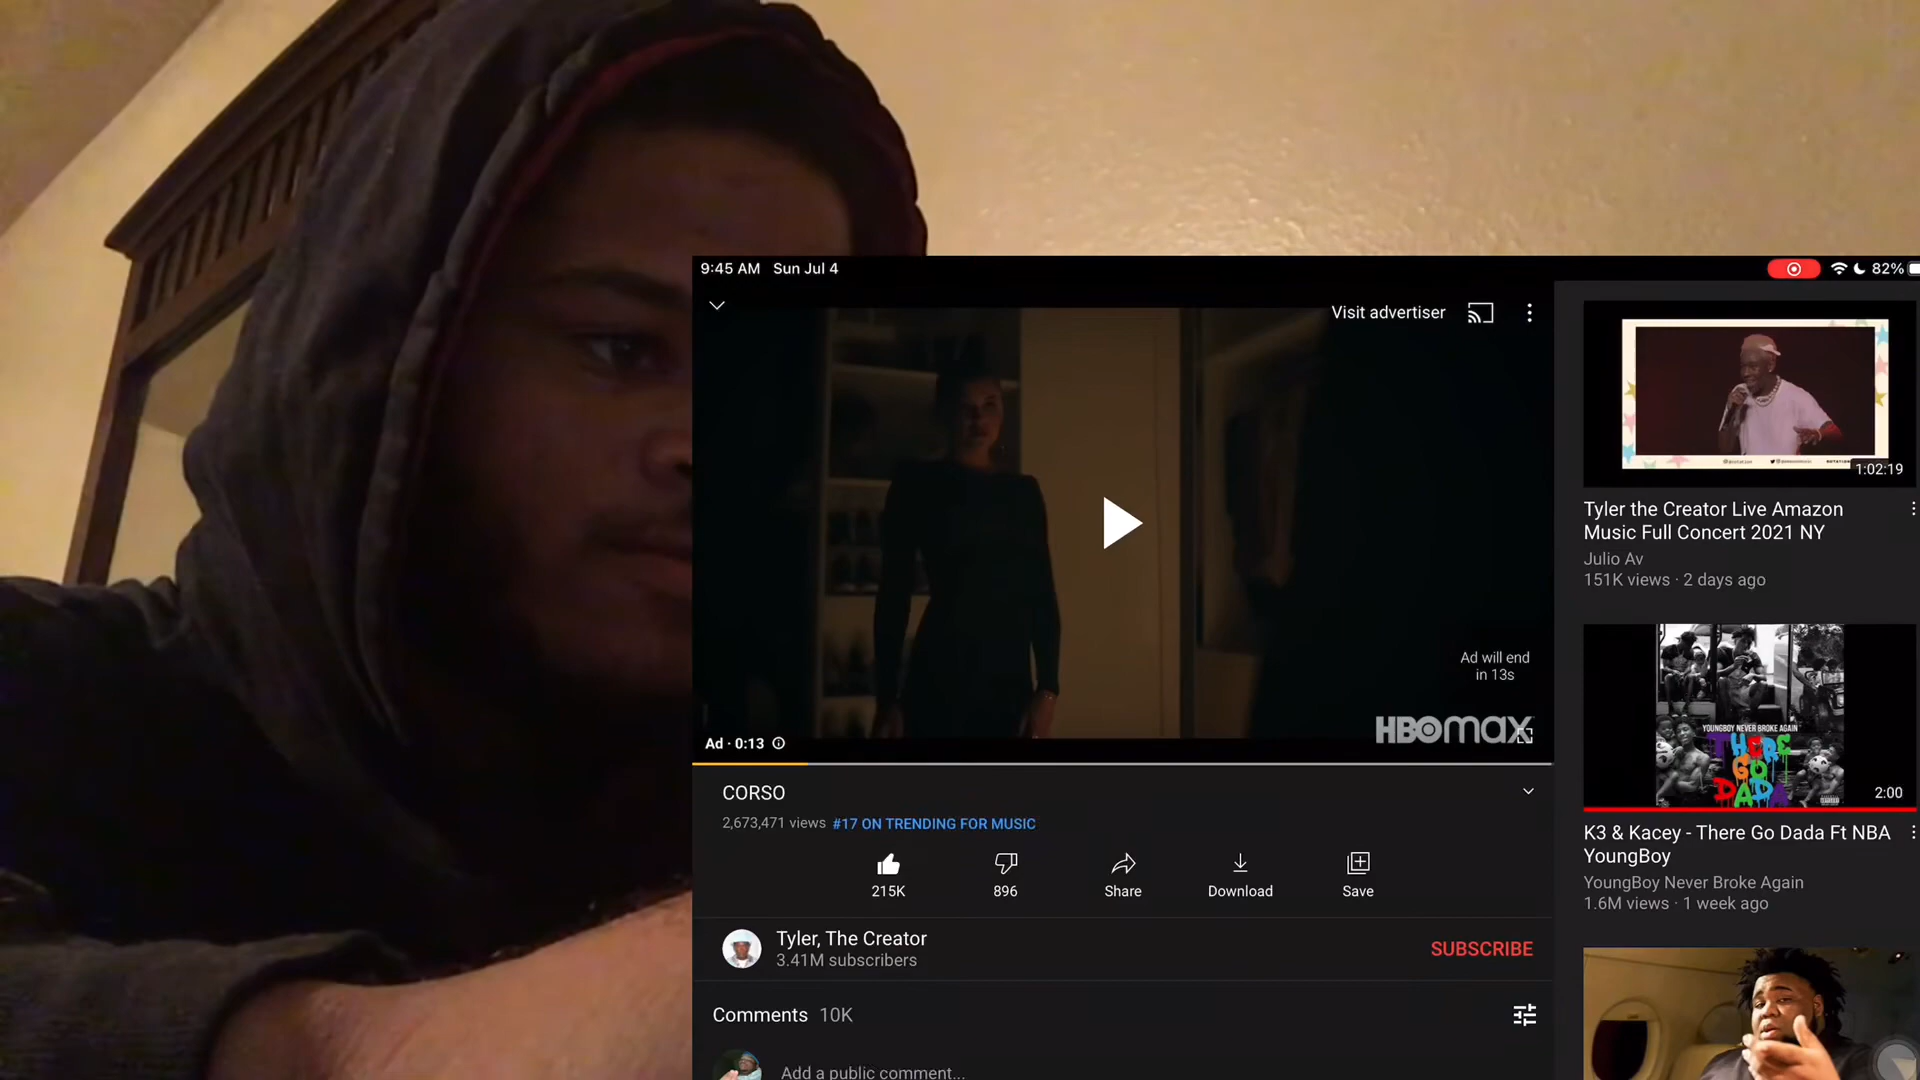 9:45 AM Sun Jul 4
82%
Visit advertiser
Ad will end
in 13s
HBOMAX
Ad · 0:13
CORSO
2,673,471 views #17 ON TRENDING FOR MUSIC
215K
896
Share
Download
Save
Tyler, The Creator
3.41M subscribers
SUBSCRIBE
Comments 10K
Add a public comment...
1:02:19
Tyler the Creator Live Amazon
Music Full Concert 2021 NY
Julio Av
151K views · 2 days ago
YOUNGBOY NEVER BROKE AGAIN
THERE
GO
DADA
2:00
K3 & Kacey - There Go Dada Ft NBA
YoungBoy
YoungBoy Never Broke Again
1.6M views · 1 week ago